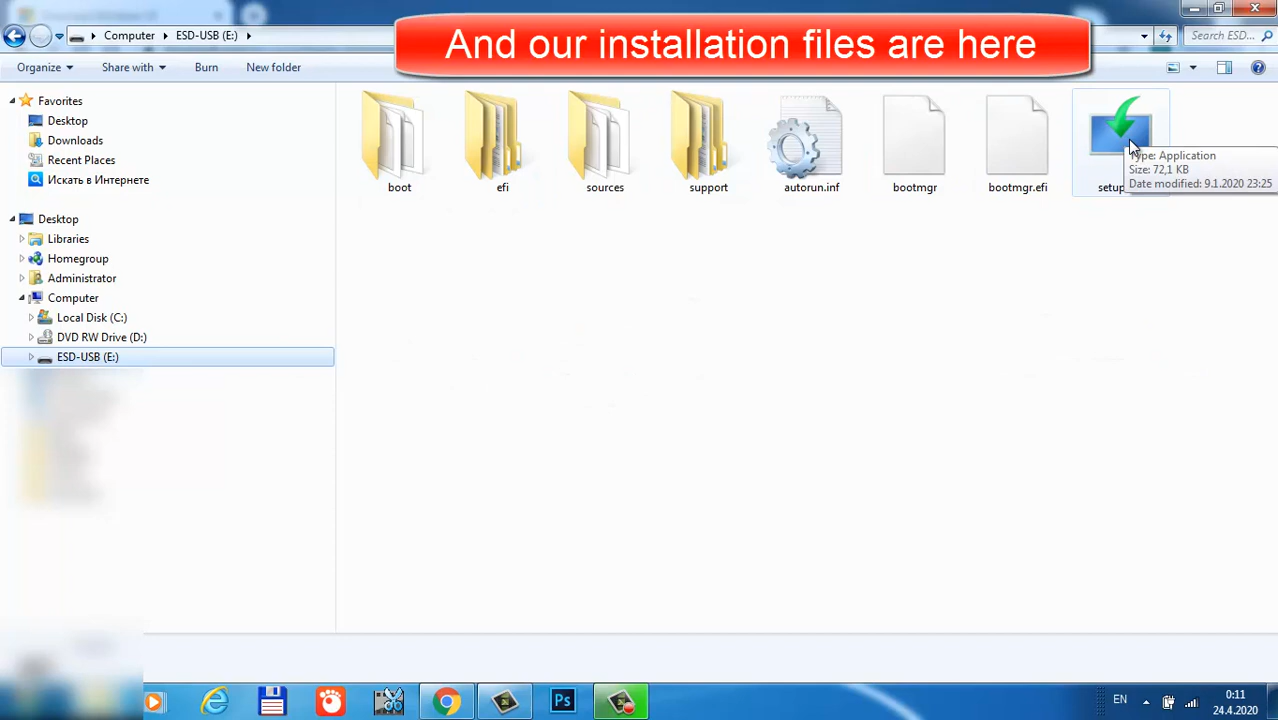 And our installation files are here
Computer ESD-USB (E:)
Search ESD...
Organize Share with Burn New folder
Favorites
Desktop
Downloads
Recent Places
Искать в Интернете
Desktop
Libraries
Homegroup
Administrator
Computer
Local Disk (C:)
DVD RW Drive (D:)
ESD-USB (E:)
boot
efi
sources
support
autorun.inf
bootmgr
bootmgr.efi
setup
Type: Application
Size: 72,1 KB
Date modified: 9.1.2020 23:25
Ps
EN
0:11
24.4.2020